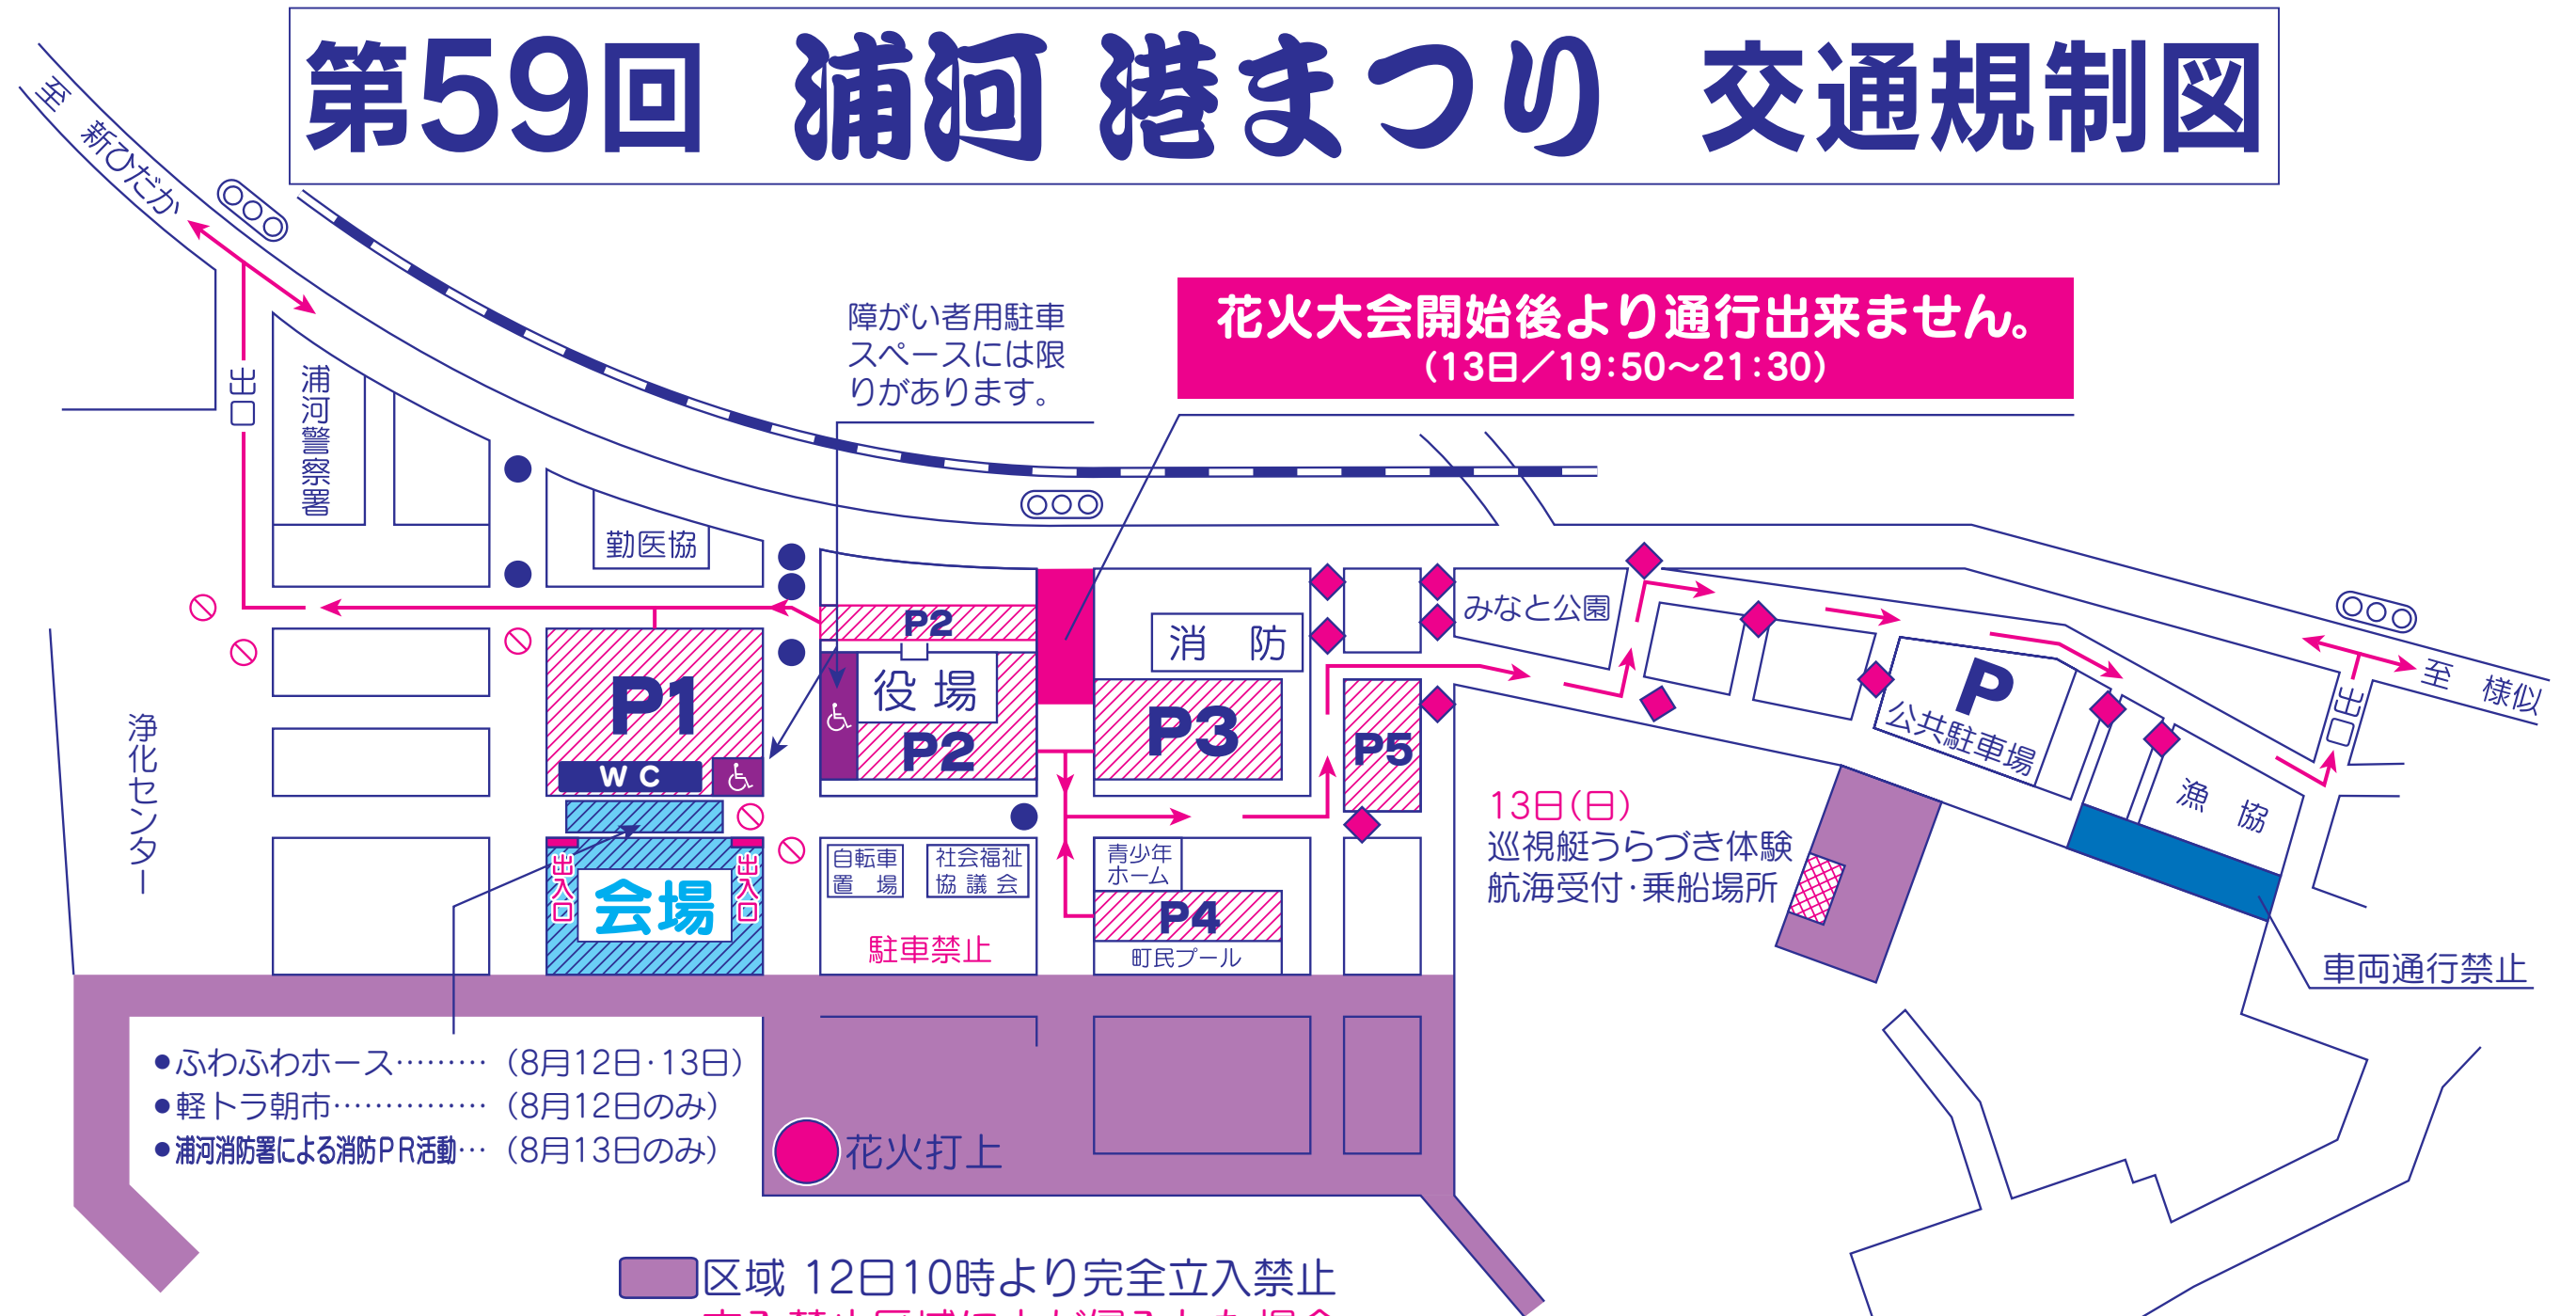 第59回 浦河 港まつり 交通規制図
至 新ひだか
障がい者用駐車
スペースには限
りがあります。
花火大会開始後より通行出来ません。
(13日/19:50〜21:30)
出口
浦河警察署
勤医協
P2
みなと公園
消 防
役場
P1
P2
P3
P5
P
公共駐車場
出口
至 様似
WC
浄化センター
漁 協
13日(日)
巡視艇うらづき体験
航海受付・乗船場所
出入口
出入口
会場
自転車
置 場
社会福祉
協議会
青少年
ホーム
P4
駐車禁止
町民プール
車両通行禁止
●ふわふわホース………(8月12日・13日)
●軽トラ朝市……………(8月12日のみ)
●浦河消防署による消防PR活動…(8月13日のみ)
花火打上
区域 12日10時より完全立入禁止